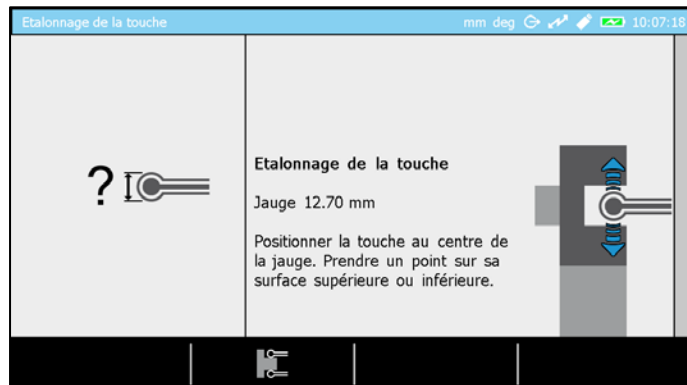 Etalonnage de la touche
mm deg 10:07:18
?
Etalonnage de la touche
Jauge 12.70 mm
Positionner la touche au centre de
la jauge. Prendre un point sur sa
surface supérieure ou inférieure.